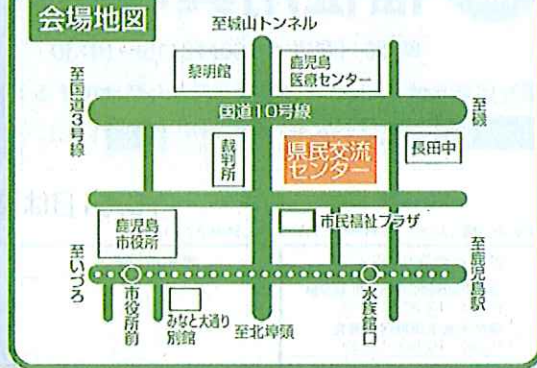 会場地図
至城山トンネル
黎明館
鹿児島
医療センター
至国道3号線
国道10号線
至磯
裁判所
県民交流
センター
長田中
鹿児島
市役所
市民福祉プラザ
至いづろ
至鹿児島駅
市役所前
みなと大通り
別館
至北埠頭
水族館口